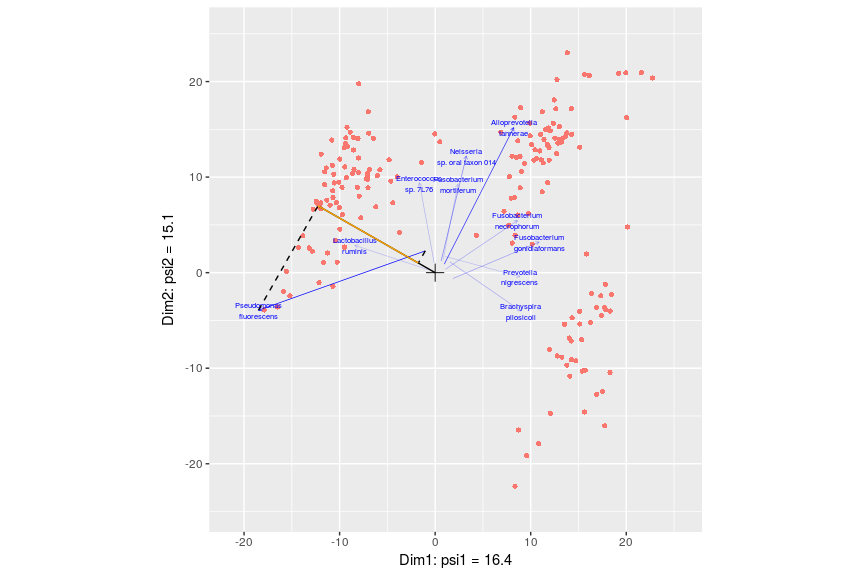 20
10
0
-10
-20
Alloprevotella
tannerae
Neisseria
sp. oral taxon 014
Enterococcus
sp. 7L76
Fusobacterium
mortiferum
Fusobacterium
necrophorum
Fusobacterium
gonidiaformans
Lactobacillus
ruminis
Prevotella
nigrescens
Pseudomonas
fluorescens
Brachyspira
pilosicoli
-20
-10
0
10
20
Dim1: psi1 = 16.4
Dim2: psi2 = 15.1